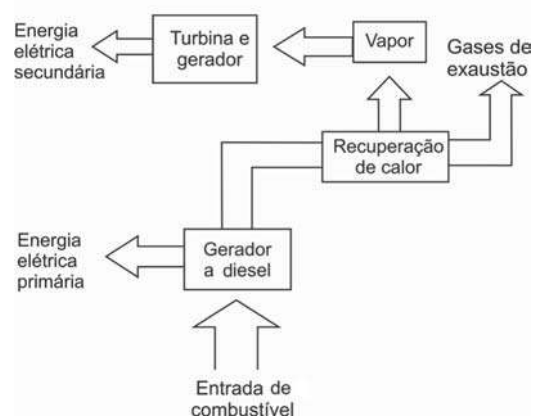 Energia
elétrica
secundária
Turbina e
gerador
Vapor
Gases de
exaustão
Recuperação
de calor
Energia
elétrica
primária
Gerador
a diesel
Entrada de
combustível